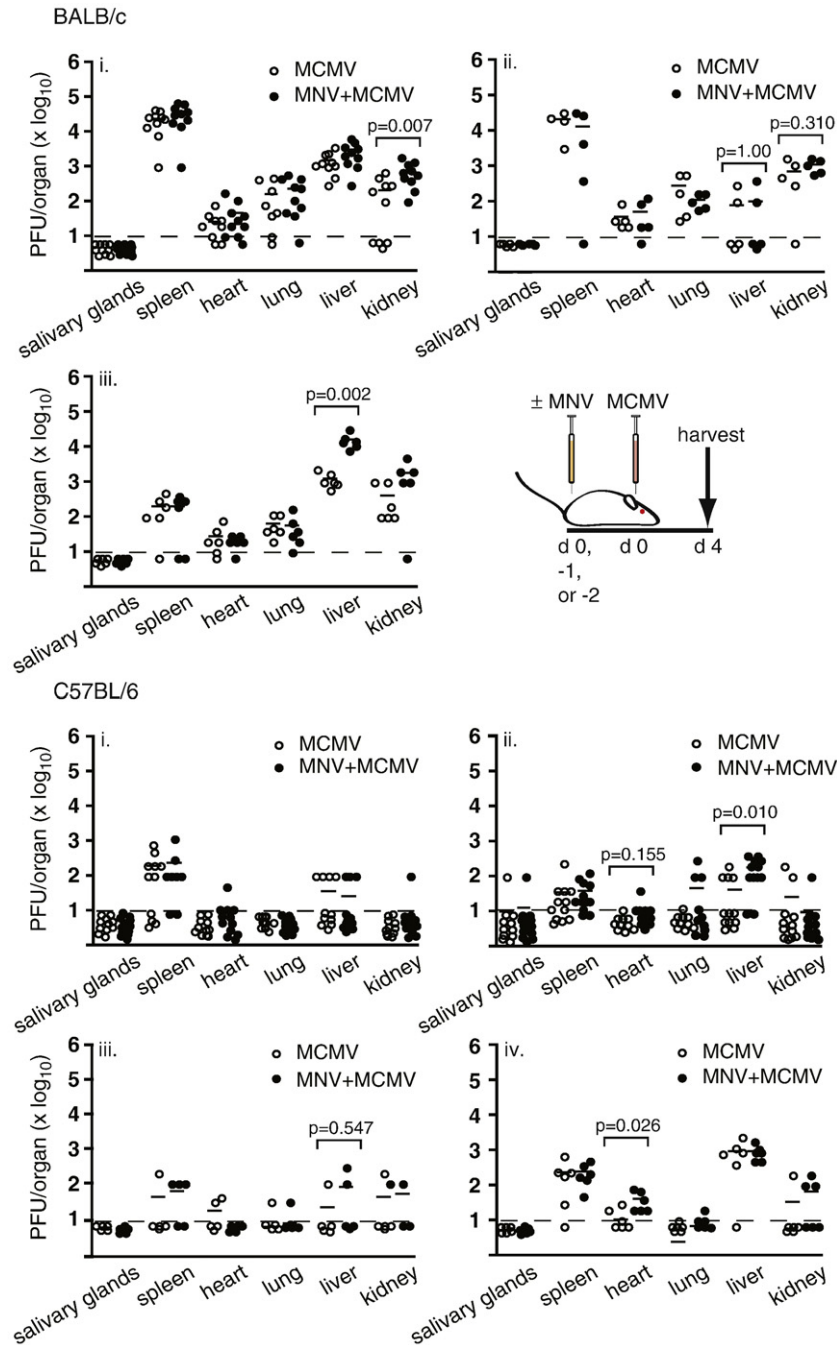 BALB/c
i.
PFU/organ (x log10)
6
5
4
3
2
1
MCMV
MNV+MCMV
p=0.007
salivary glands
spleen
heart
lung
liver
kidney
ii.
6
5
4
3
2
1
MCMV
MNV+MCMV
p=1.00
p=0.310
salivary glands
spleen
heart
lung
liver
kidney
iii.
PFU/organ (x log10)
6
5
4
3
2
1
p=0.002
salivary glands
spleen
heart
lung
liver
kidney
± MNV MCMV
harvest
d 0, d 0 d 4
-1,
or -2
C57BL/6
i.
PFU/organ (x log10)
6
5
4
3
2
1
MCMV
MNV+MCMV
salivary glands
spleen
heart
lung
liver
kidney
ii.
6
5
4
3
2
1
MCMV
MNV+MCMV
p=0.155
p=0.010
salivary glands
spleen
heart
lung
liver
kidney
iii.
PFU/organ (x log10)
6
5
4
3
2
1
MCMV
MNV+MCMV
p=0.547
salivary glands
spleen
heart
lung
liver
kidney
iv.
6
5
4
3
2
1
MCMV
MNV+MCMV
p=0.026
salivary glands
spleen
heart
lung
liver
kidney